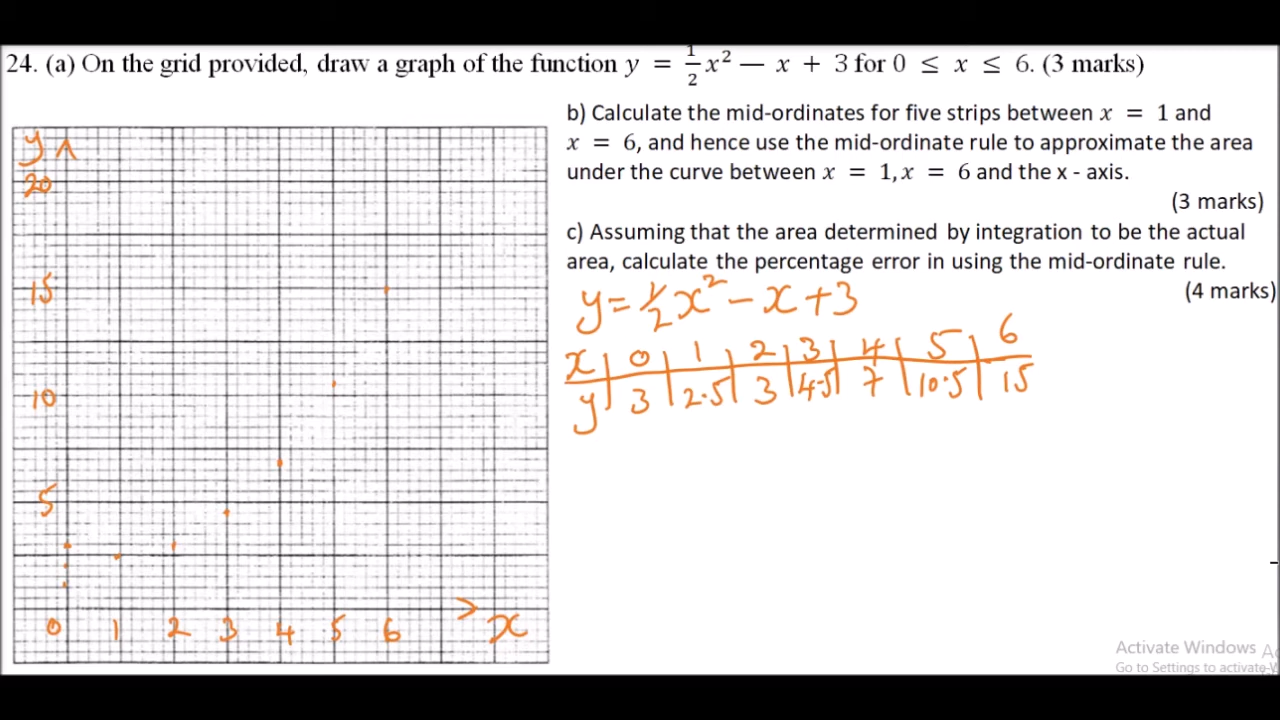 24. (a) On the grid provided, draw a graph of the function y = 1/2 x² — x + 3 for 0 ≤ x ≤ 6. (3 marks)
b) Calculate the mid-ordinates for five strips between x = 1 and
x = 6, and hence use the mid-ordinate rule to approximate the area
under the curve between x = 1, x = 6 and the x - axis.
(3 marks)
c) Assuming that the area determined by integration to be the actual
area, calculate the percentage error in using the mid-ordinate rule.
(4 marks)
y = 1/2 x² - x + 3
x 0 1 2 3 4 5 6
y 3 2.5 3 4.5 7 10.5 15
y
20
15
10
5
0 1 2 3 4 5 6 x
Activate Windows
Go to Settings to activate